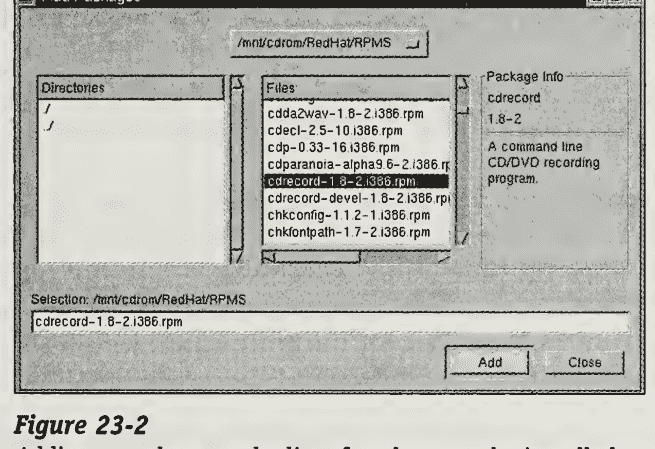 /mnt/cdrom/RedHat/RPMS
Directories
Files
Package Info
./
../
cdda2wav-1.8-2.i386.rpm
cdecl-2.5-10.i386.rpm
cdp-0.33-16.i386.rpm
cdparanoia-alpha9.6-2.i386.rp
cdrecord-1.8-2.i386.rpm
cdrecord-devel-1.8-2.i386.rp
chkconfig-1.1.2-1.i386.rpm
chkfontpath-1.7-2.i386.rpm
cdrecord
1.8-2
A command line
CD/DVD recording
program.
Selection: /mnt/cdrom/RedHat/RPMS
cdrecord-1.8-2.i386.rpm
Add
Close
Figure 23-2